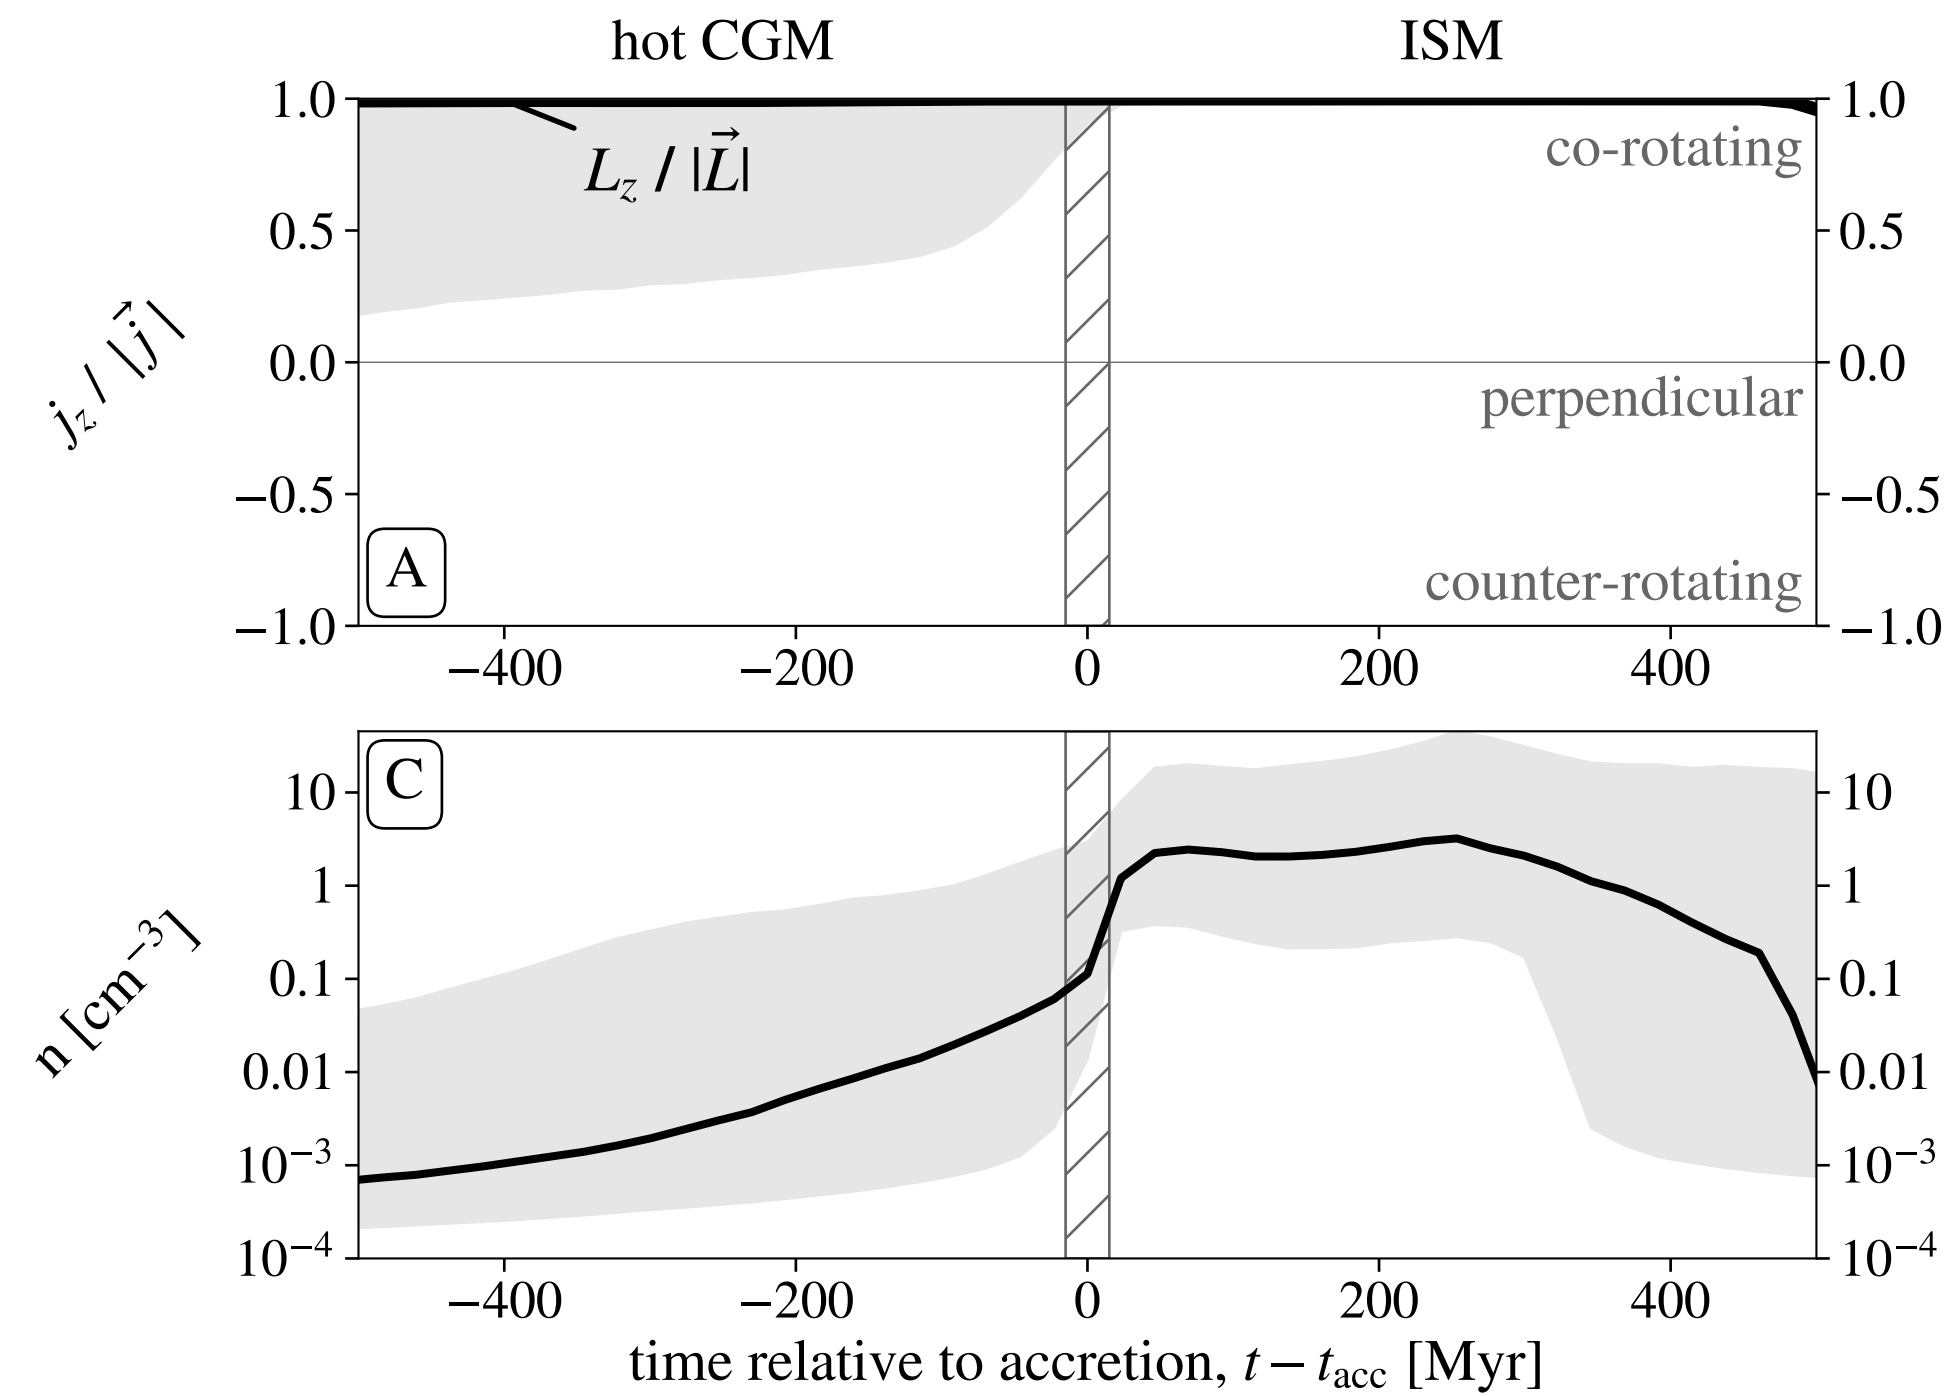 hot CGM ISM
1.0 1.0
L_z / |L⃗| co-rotating
0.5 0.5
j_z / |j⃗|
0.0 0.0
perpendicular
−0.5 −0.5
A
counter-rotating
−1.0 −1.0
−400 −200 0 200 400
C
10 10
1 1
n [cm⁻³]
0.1 0.1
0.01 0.01
10⁻³ 10⁻³
10⁻⁴ 10⁻⁴
−400 −200 0 200 400
time relative to accretion, t − t_acc [Myr]